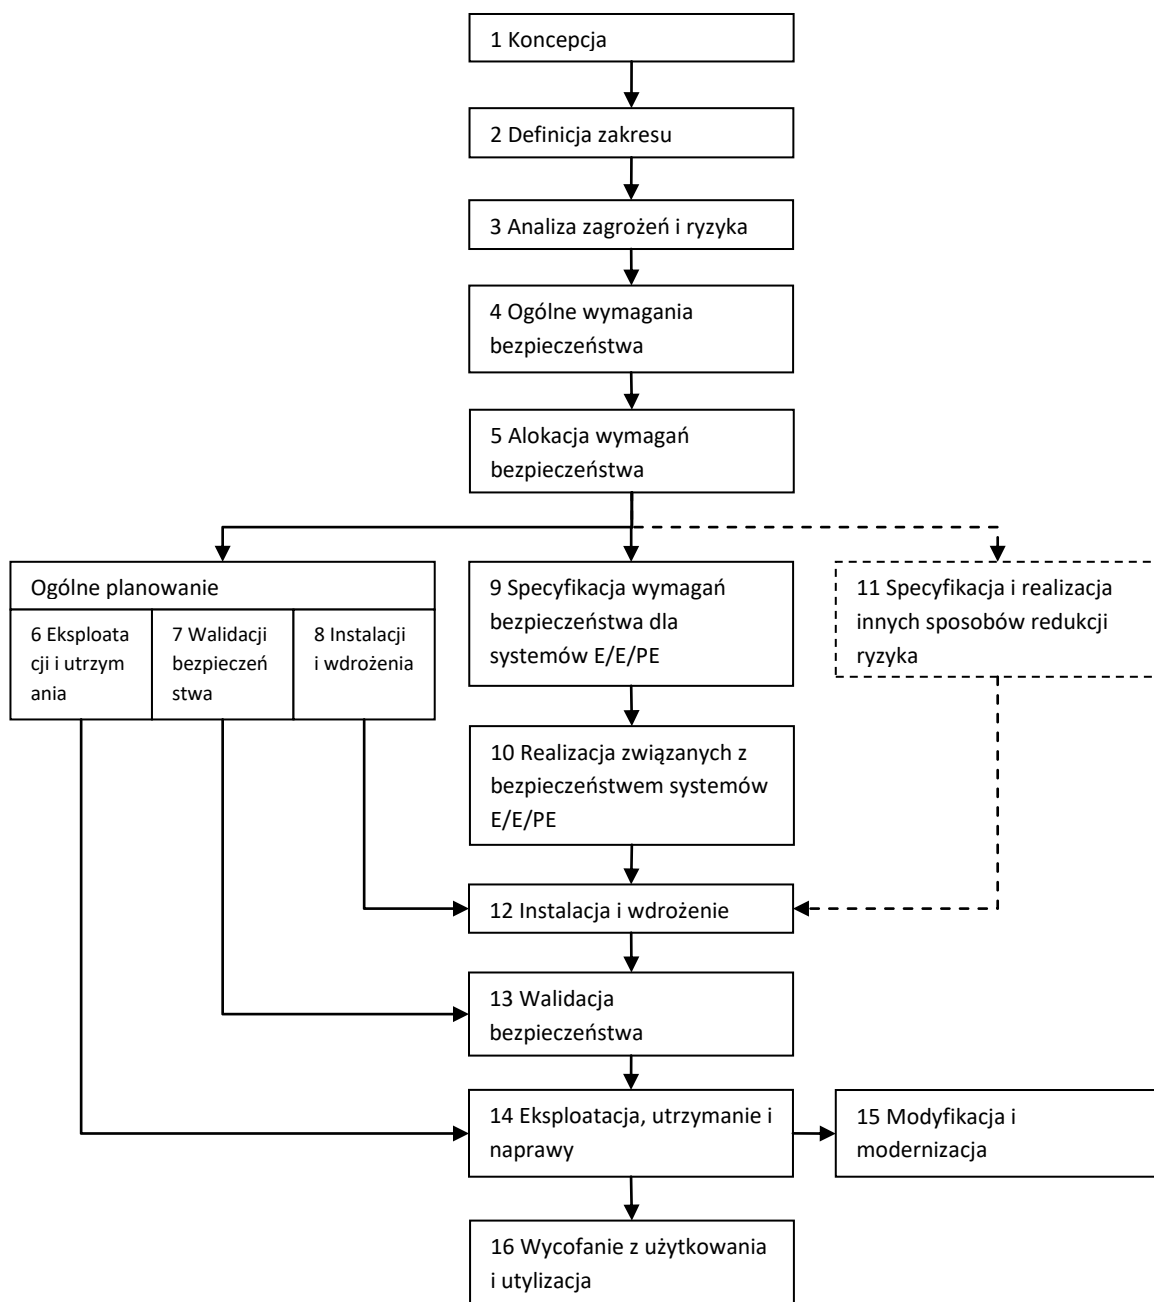 1 Koncepcja
2 Definicja zakresu
3 Analiza zagrożeń i ryzyka
4 Ogólne wymagania
bezpieczeństwa
5 Alokacja wymagań
bezpieczeństwa
Ogólne planowanie
6 Eksploata
cji i utrzym
ania
7 Walidacji
bezpieczeń
stwa
8 Instalacji
i wdrożenia
9 Specyfikacja wymagań
bezpieczeństwa dla
systemów E/E/PE
11 Specyfikacja i realizacja
innych sposobów redukcji
ryzyka
10 Realizacja związanych z
bezpieczeństwem systemów
E/E/PE
12 Instalacja i wdrożenie
13 Walidacja
bezpieczeństwa
14 Eksploatacja, utrzymanie i
naprawy
15 Modyfikacja i
modernizacja
16 Wycofanie z użytkowania
i utylizacja